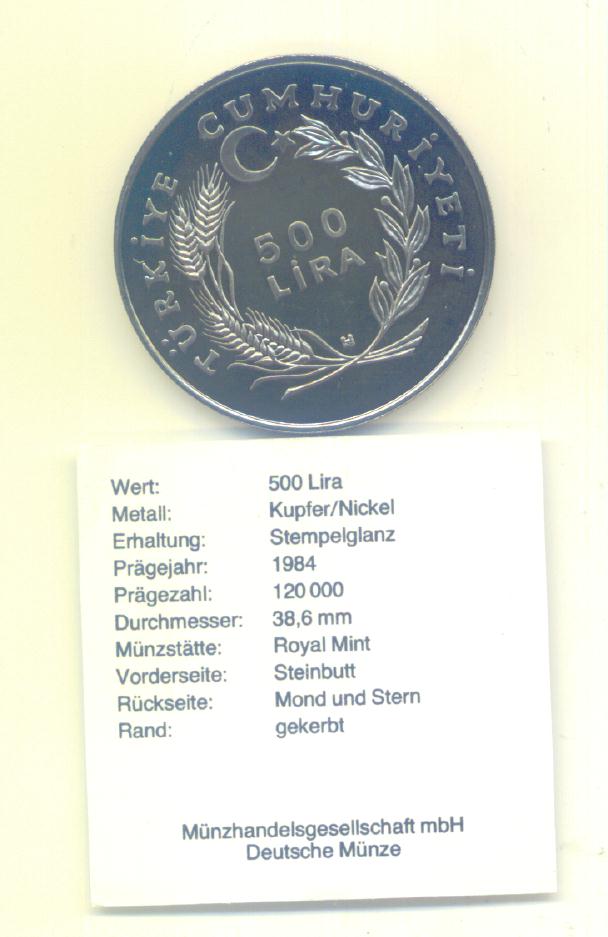 TÜRKİYE CUMHURİYETİ
500
LİRA
Wert: 500 Lira
Metall: Kupfer/Nickel
Erhaltung: Stempelglanz
Prägejahr: 1984
Prägezahl: 120 000
Durchmesser: 38,6 mm
Münzstätte: Royal Mint
Vorderseite: Steinbutt
Rückseite: Mond und Stern
Rand: gekerbt
Münzhandelsgesellschaft mbH
Deutsche Münze